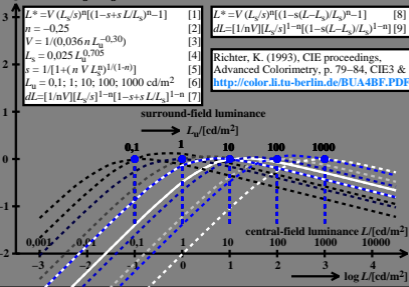 L*=V (Ls/s)ⁿ[(1-s+s L/Ls)ⁿ-1] [1]
n = -0,25 [2]
V = 1/(0,036 n Lu^-0,30) [3]
Ls = 0,025 Lu^0,705 [4]
s = 1/[1+( n V Ls^n)^1/(1-n)] [5]
Lu = 0,1; 1; 10; 100; 1000 cd/m² [6]
dL=[1/nV][Ls/s]^1-n[1-s+s L/Ls]^1-n [7]
L*=V (Ls/s)ⁿ[(1-s(L-Ls)/Ls)ⁿ-1] [8]
dL=[1/nV][Ls/s]^1-n[(1-s(L-Ls)/Ls)^1-n] [9]
Richter, K. (1993), CIE proceedings,
Advanced Colorimetry, p. 79–84, CIE3 &
http://color.li.tu-berlin.de/BUA4BF.PDF
surround-field luminance
Lu/[cd/m²]
0,1 1 10 100 1000
3
2
1
0
-1
-2
central-field luminance L/[cd/m²]
0,001 0,1 1 10 100 1000 10000
-3 -2 -1 0 1 2 3 4
log L/[cd/m²]